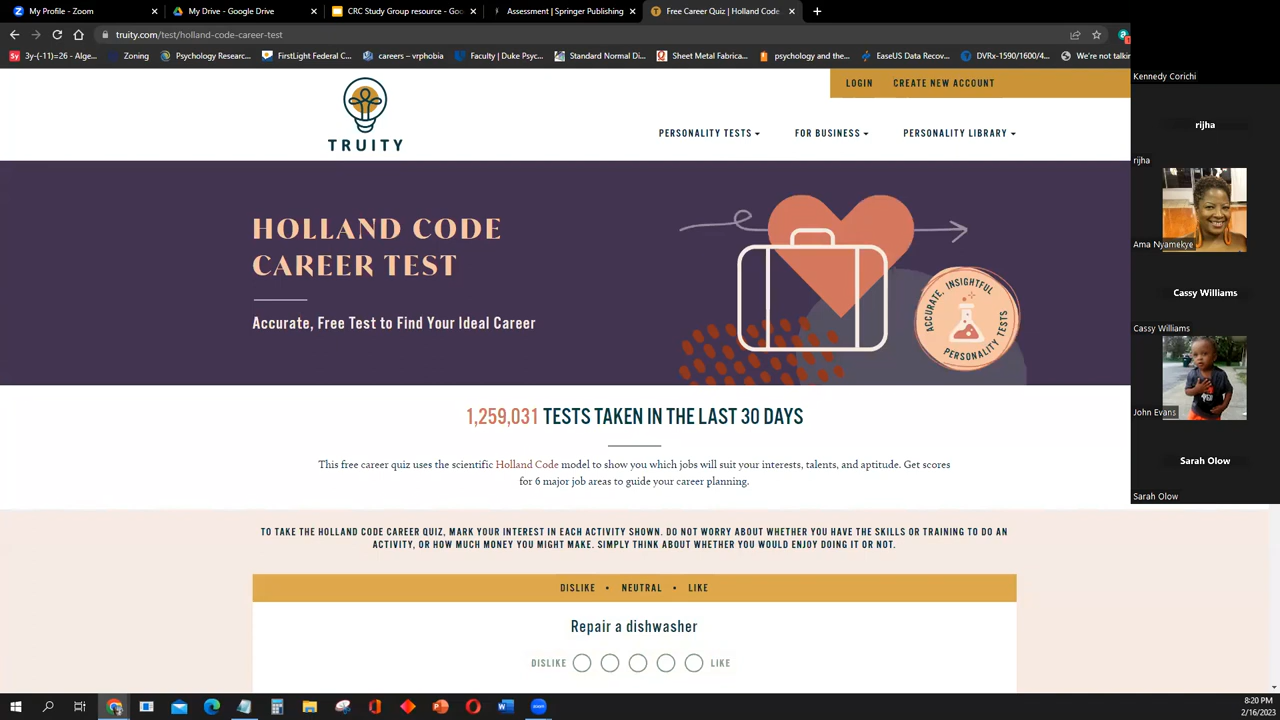 My Profile - Zoom
My Drive - Google Drive
CRC Study Group resource - Goo
Assessment | Springer Publishing
Free Career Quiz | Holland Code
truity.com/test/holland-code-career-test
3y-(-11)=26 - Alge...
Zoning
Psychology Researc...
FirstLight Federal C...
careers – vrphobia
Faculty | Duke Psyc...
Standard Normal Di...
Sheet Metal Fabrica...
psychology and the...
EaseUS Data Recov...
DVRx-1590/1600/4...
We're not talki
LOGIN
CREATE NEW ACCOUNT
TRUITY
PERSONALITY TESTS
FOR BUSINESS
PERSONALITY LIBRARY
HOLLAND CODE
CAREER TEST
Accurate, Free Test to Find Your Ideal Career
ACCURATE, INSIGHTFUL
PERSONALITY TESTS
1,259,031 TESTS TAKEN IN THE LAST 30 DAYS
This free career quiz uses the scientific Holland Code model to show you which jobs will suit your interests, talents, and aptitude. Get scores
for 6 major job areas to guide your career planning.
TO TAKE THE HOLLAND CODE CAREER QUIZ, MARK YOUR INTEREST IN EACH ACTIVITY SHOWN. DO NOT WORRY ABOUT WHETHER YOU HAVE THE SKILLS OR TRAINING TO DO AN
ACTIVITY, OR HOW MUCH MONEY YOU MIGHT MAKE. SIMPLY THINK ABOUT WHETHER YOU WOULD ENJOY DOING IT OR NOT.
DISLIKE • NEUTRAL • LIKE
Repair a dishwasher
DISLIKE
LIKE
Kennedy Corichi
rijha
rijha
Ama Nyamekye
Cassy Williams
Cassy Williams
John Evans
Sarah Olow
Sarah Olow
8:20 PM
2/16/2023